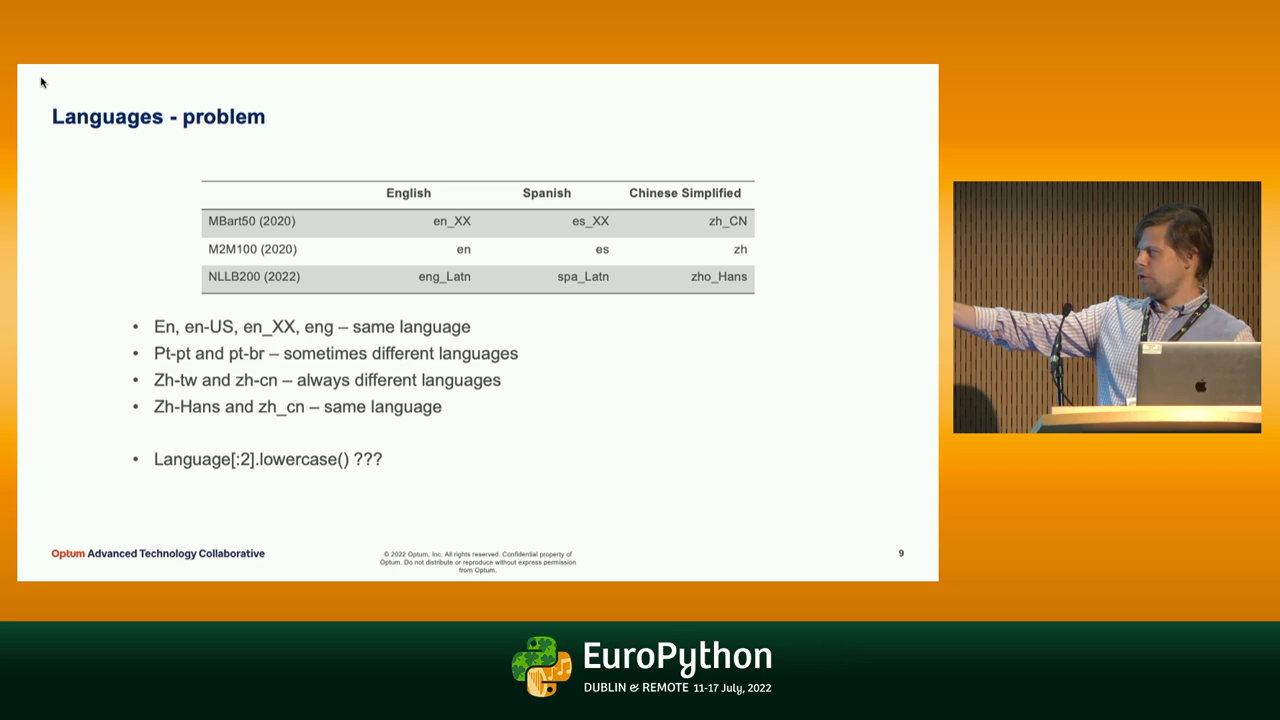 Languages - problem
English Spanish Chinese Simplified
MBart50 (2020) en_XX es_XX zh_CN
M2M100 (2020) en es zh
NLLB200 (2022) eng_Latn spa_Latn zho_Hans
• En, en-US, en_XX, eng – same language
• Pt-pt and pt-br – sometimes different languages
• Zh-tw and zh-cn – always different languages
• Zh-Hans and zh_cn – same language
• Language[:2].lowercase() ???
Optum Advanced Technology Collaborative
© 2022 Optum, Inc. All rights reserved. Confidential property of
Optum. Do not distribute or reproduce without express permission
from Optum.
9
EuroPython
DUBLIN & REMOTE 11-17 July, 2022